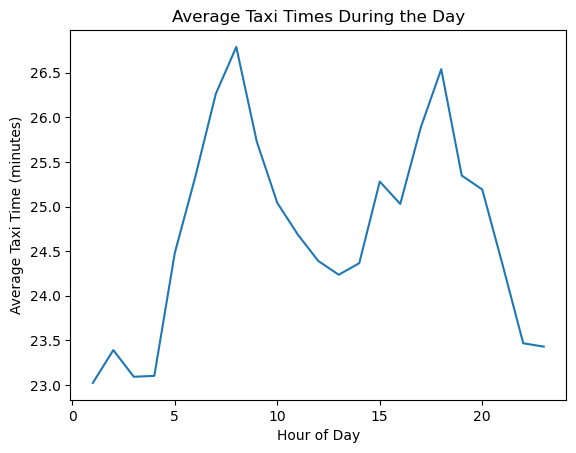 Average Taxi Times During the Day
Average Taxi Time (minutes)
26.5
26.0
25.5
25.0
24.5
24.0
23.5
23.0
0 5 10 15 20
Hour of Day